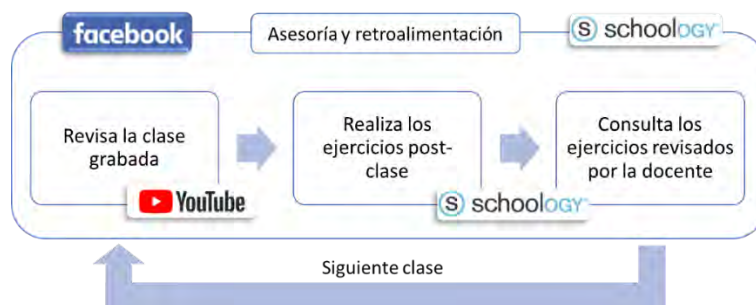 facebook
Asesoría y retroalimentación
S schoology
Revisa la clase
grabada
YouTube
Realiza los
ejercicios post-
clase
S schoology
Consulta los
ejercicios revisados
por la docente
Siguiente clase